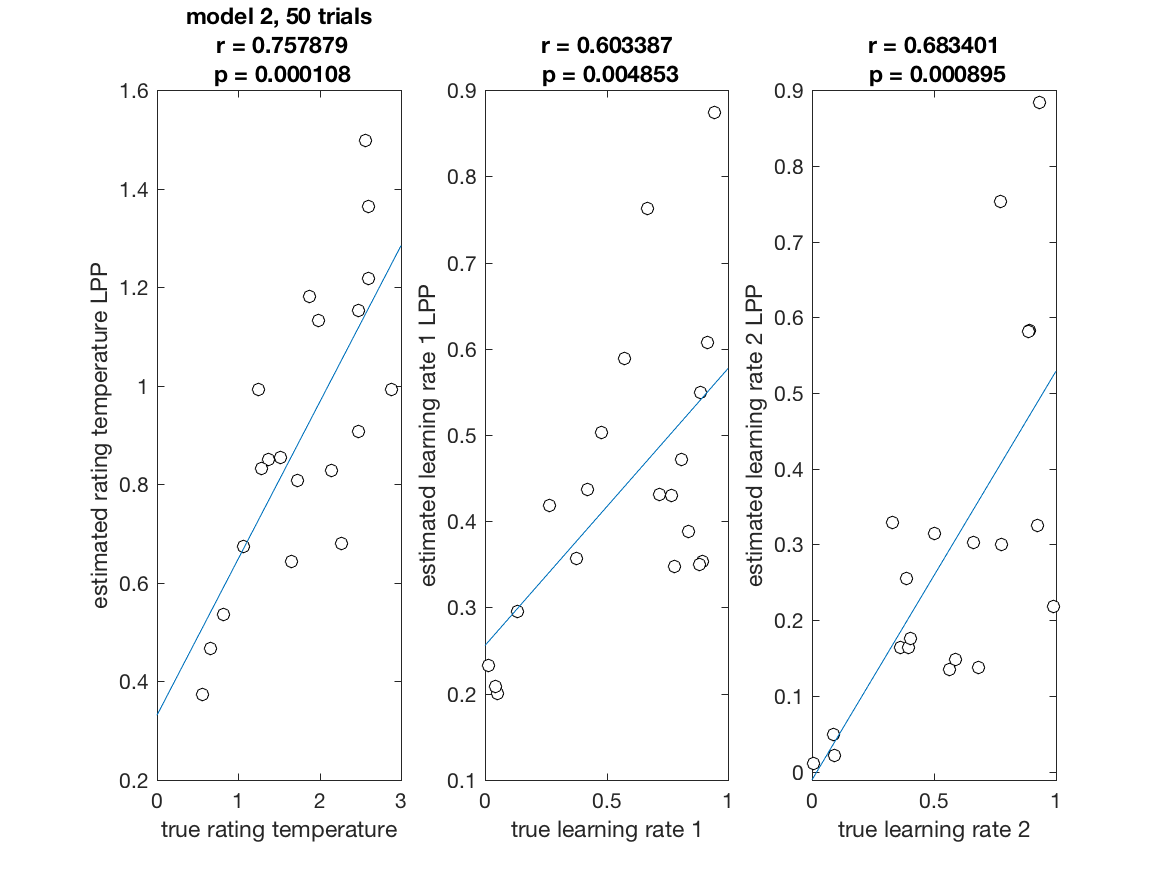 model 2, 50 trials
r = 0.757879
p = 0.000108
r = 0.603387
p = 0.004853
r = 0.683401
p = 0.000895
estimated rating temperature LPP
1.6
1.4
1.2
1
0.8
0.6
0.4
0.2
0 1 2 3
true rating temperature
estimated learning rate 1 LPP
0.9
0.8
0.7
0.6
0.5
0.4
0.3
0.2
0.1
0 0.5 1
true learning rate 1
estimated learning rate 2 LPP
0.9
0.8
0.7
0.6
0.5
0.4
0.3
0.2
0.1
0
0 0.5 1
true learning rate 2